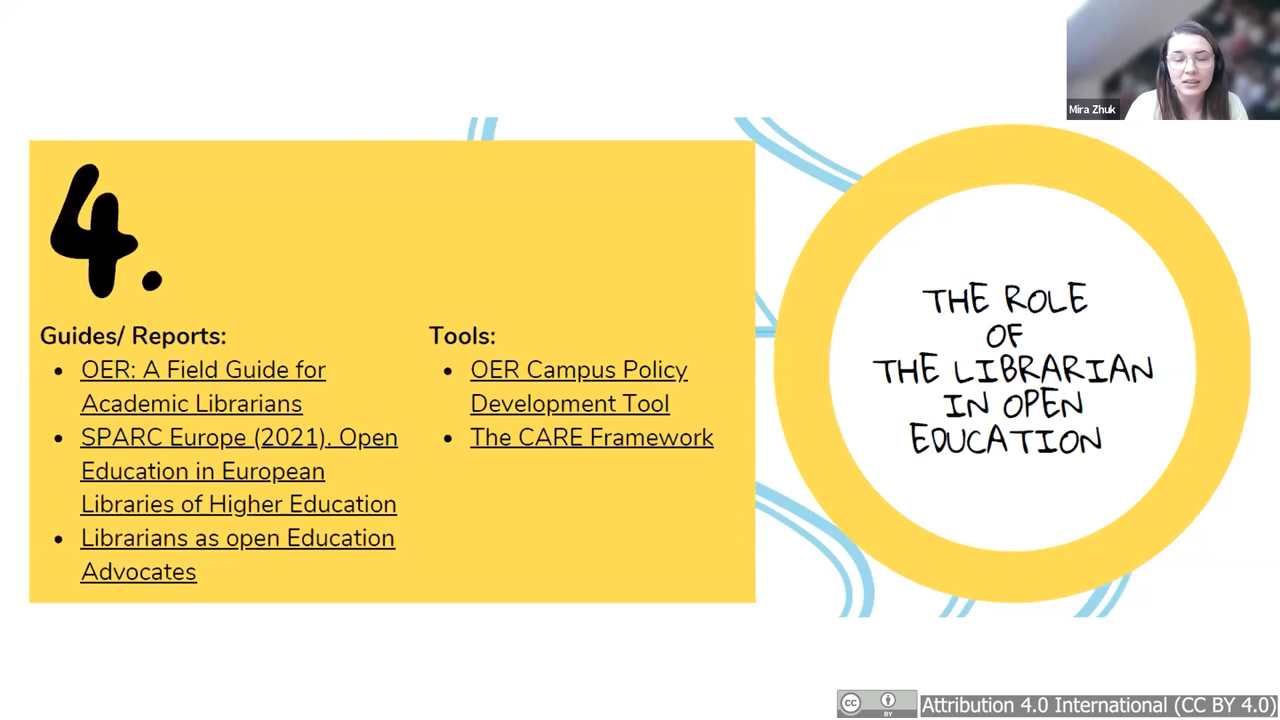 Mira Zhuk
4.
Guides/ Reports:
• OER: A Field Guide for
Academic Librarians
• SPARC Europe (2021). Open
Education in European
Libraries of Higher Education
• Librarians as open Education
Advocates
Tools:
• OER Campus Policy
Development Tool
• The CARE Framework
THE ROLE
OF
THE LIBRARIAN
IN OPEN
EDUCATION
cc BY
Attribution 4.0 International (CC BY 4.0)